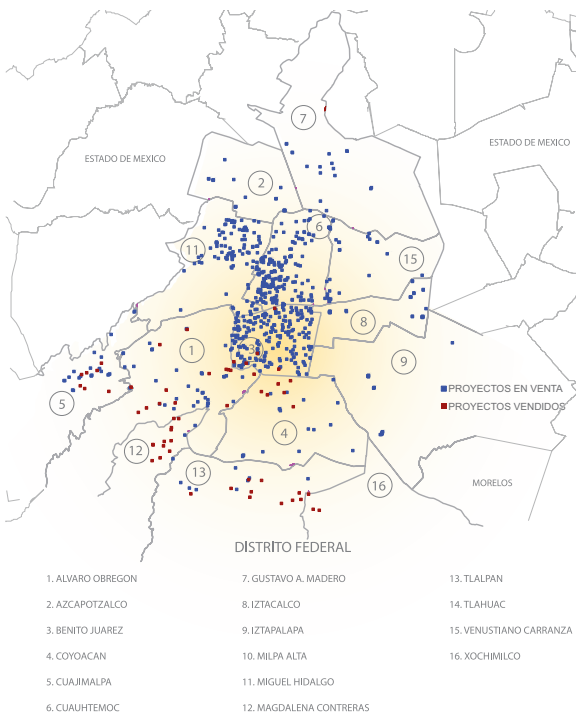 7
ESTADO DE MEXICO
ESTADO DE MEXICO
2
6
11
15
8
1
3
9
PROYECTOS EN VENTA
5
PROYECTOS VENDIDOS
4
12
13
16
MORELOS
DISTRITO FEDERAL
1. ALVARO OBREGON
2. AZCAPOTZALCO
3. BENITO JUAREZ
4. COYOACAN
5. CUAJIMALPA
6. CUAUHTEMOC
7. GUSTAVO A. MADERO
8. IZTACALCO
9. IZTAPALAPA
10. MILPA ALTA
11. MIGUEL HIDALGO
12. MAGDALENA CONTRERAS
13. TLALPAN
14. TLAHUAC
15. VENUSTIANO CARRANZA
16. XOCHIMILCO